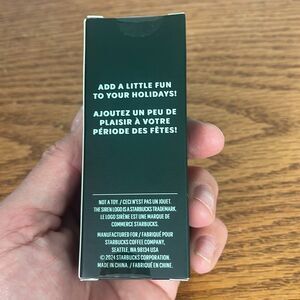 ADD A LITTLE FUN
TO YOUR HOLIDAYS!
AJOUTEZ UN PEU DE
PLAISIR À VOTRE
PÉRIODE DES FÊTES!
NOT A TOY. / CECI N'EST PAS UN JOUET.
THE SIREN LOGO IS A STARBUCKS TRADEMARK.
LE LOGO SIRÈNE EST UNE MARQUE DE
COMMERCE STARBUCKS.
MANUFACTURED FOR / FABRIQUÉ POUR
STARBUCKS COFFEE COMPANY,
SEATTLE, WA 98134 USA
© 2024 STARBUCKS CORPORATION.
MADE IN CHINA. / FABRIQUÉ EN CHINE.